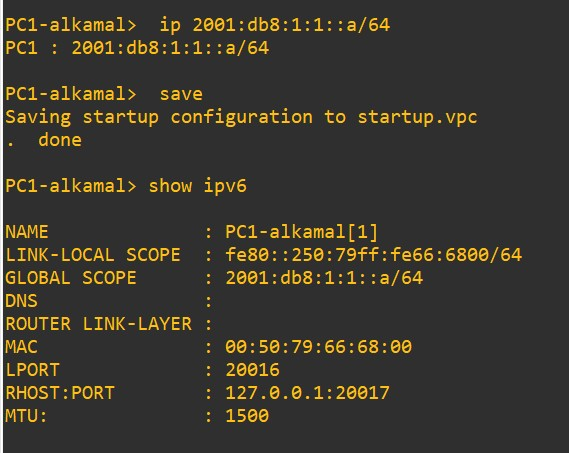 PC1-alkamal>  ip 2001:db8:1:1::a/64
PC1 : 2001:db8:1:1::a/64
PC1-alkamal>  save
Saving startup configuration to startup.vpc
.  done
PC1-alkamal> show ipv6
NAME              : PC1-alkamal[1]
LINK-LOCAL SCOPE  : fe80::250:79ff:fe66:6800/64
GLOBAL SCOPE      : 2001:db8:1:1::a/64
DNS               :
ROUTER LINK-LAYER :
MAC               : 00:50:79:66:68:00
LPORT             : 20016
RHOST:PORT        : 127.0.0.1:20017
MTU:              : 1500